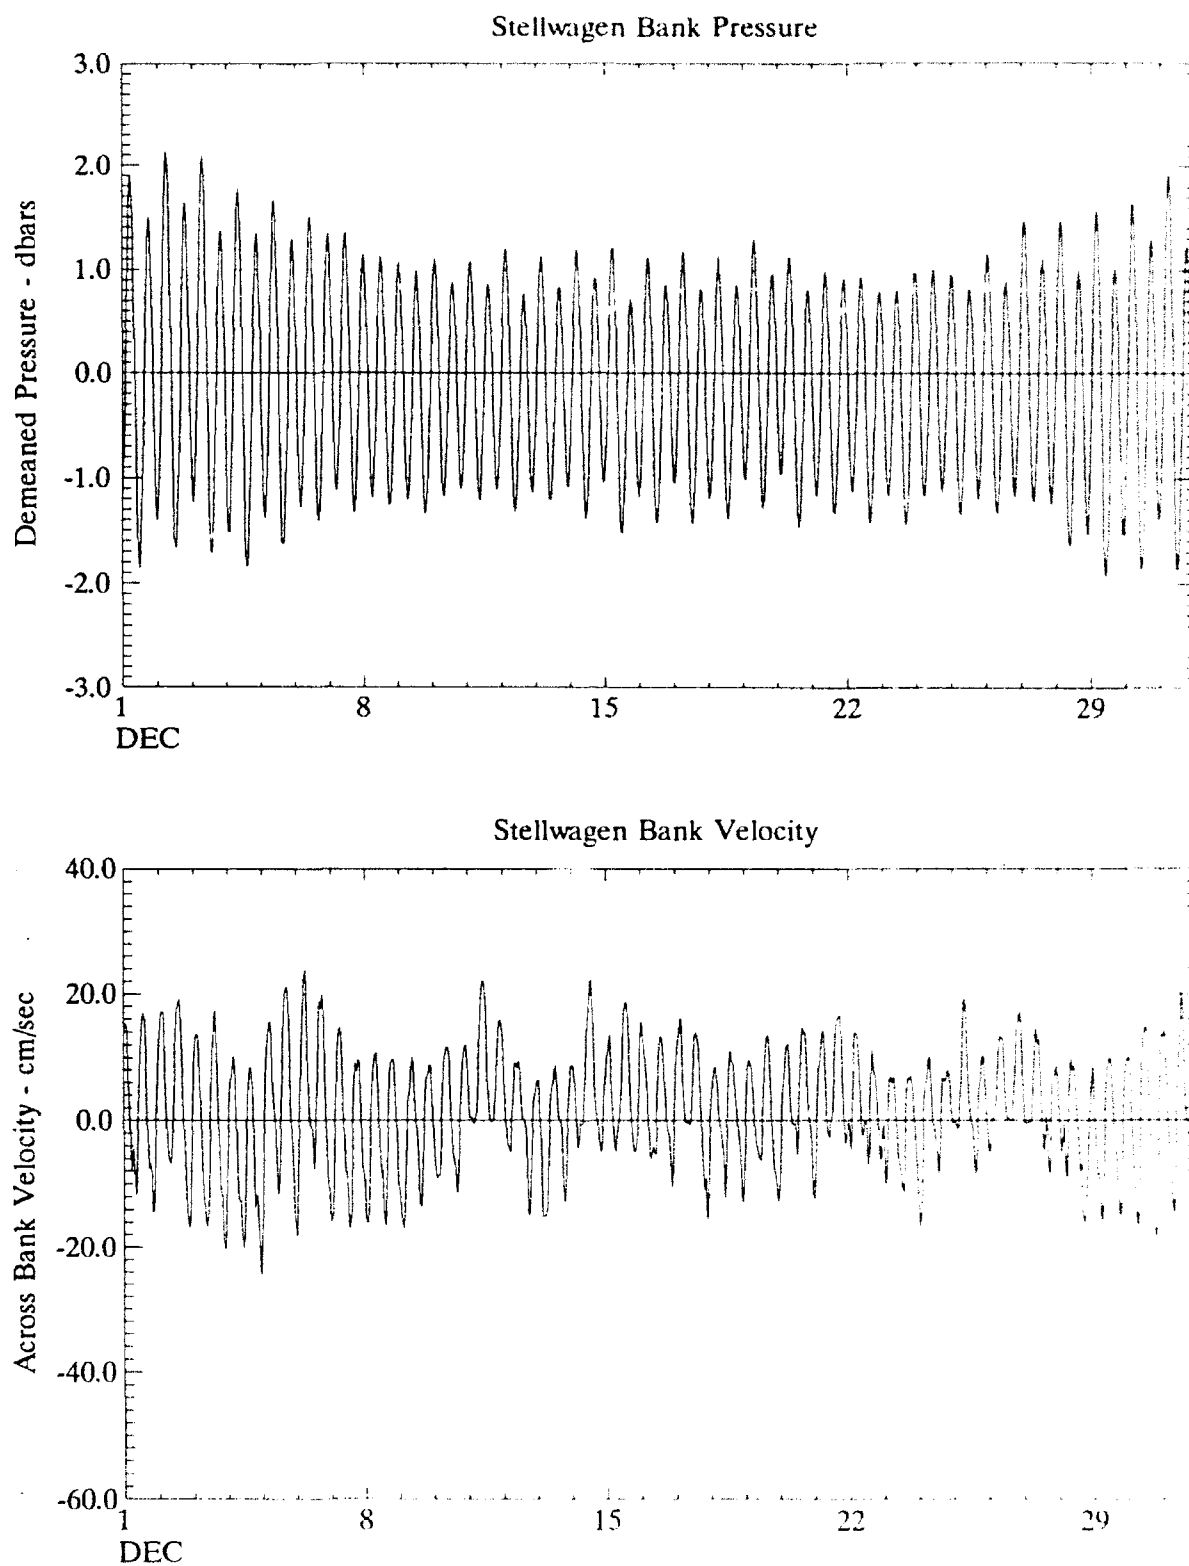 Stellwagen Bank Pressure
3.0
2.0
1.0
0.0
-1.0
-2.0
-3.0
Demeaned Pressure - dbars
1 8 15 22 29
DEC
Stellwagen Bank Velocity
40.0
20.0
0.0
-20.0
-40.0
-60.0
Across Bank Velocity - cm/sec
1 8 15 22 29
DEC